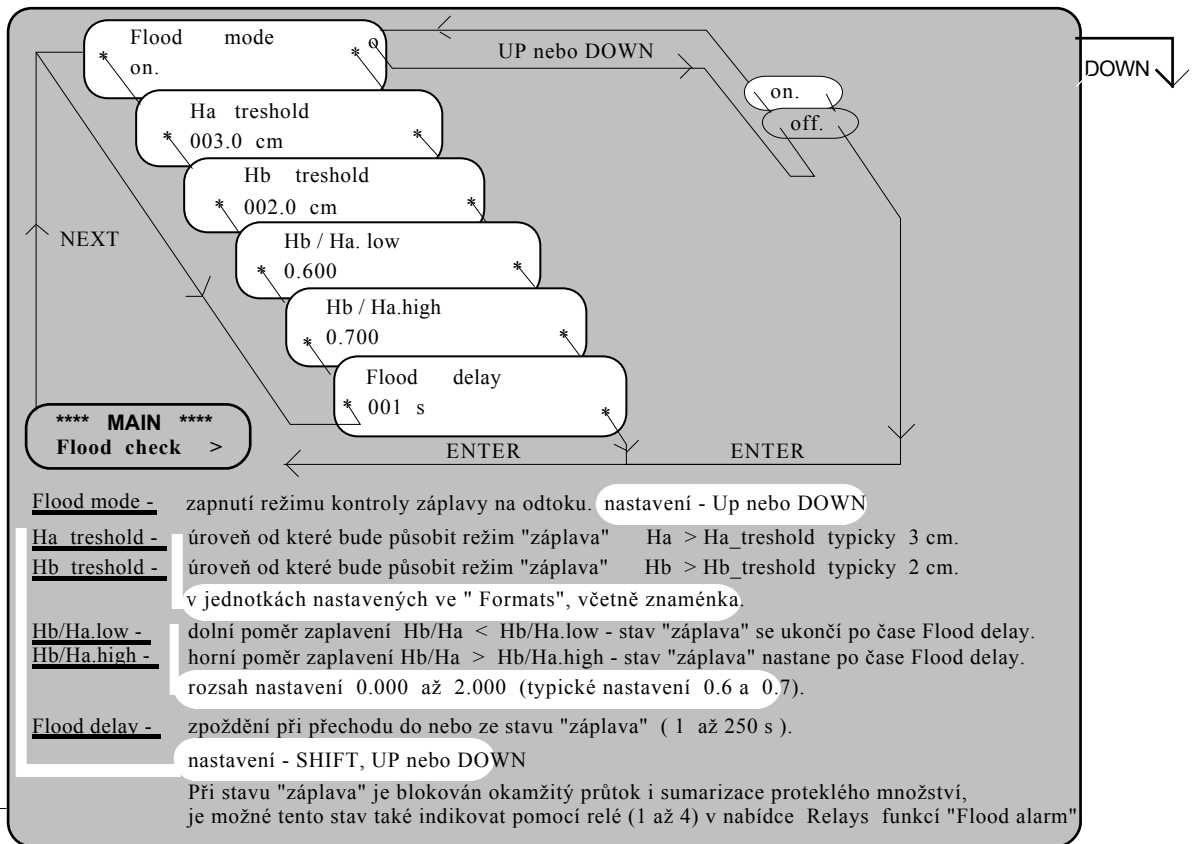 Flood mode
* * o
on.
UP nebo DOWN
DOWN
on.
off.
Ha treshold
* 003.0 cm *
Hb treshold
* 002.0 cm *
NEXT
Hb / Ha. low
* 0.600 *
Hb / Ha.high
* 0.700 *
Flood delay
* 001 s *
**** MAIN ****
Flood check >
ENTER ENTER
Flood mode - zapnutí režimu kontroly záplavy na odtoku. nastavení - Up nebo DOWN
Ha treshold - úroveň od které bude působit režim "záplava" Ha > Ha_treshold typicky 3 cm.
Hb treshold - úroveň od které bude působit režim "záplava" Hb > Hb_treshold typicky 2 cm.
v jednotkách nastavených ve " Formats", včetně znaménka.
Hb/Ha.low - dolní poměr zaplavení Hb/Ha < Hb/Ha.low - stav "záplava" se ukončí po čase Flood delay.
Hb/Ha.high - horní poměr zaplavení Hb/Ha > Hb/Ha.high - stav "záplava" nastane po čase Flood delay.
rozsah nastavení 0.000 až 2.000 (typické nastavení 0.6 a 0.7).
Flood delay - zpoždění při přechodu do nebo ze stavu "záplava" ( 1 až 250 s ).
nastavení - SHIFT, UP nebo DOWN
Při stavu "záplava" je blokován okamžitý průtok i sumarizace proteklého množství,
je možné tento stav také indikovat pomocí relé (1 až 4) v nabídce Relays funkcí "Flood alarm"